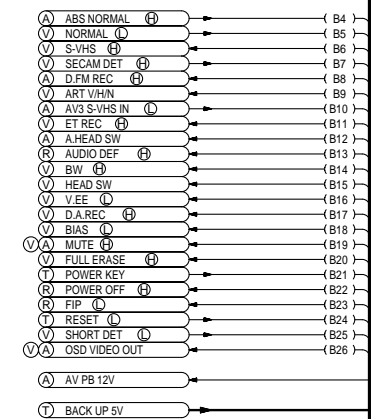 (A) ABS NORMAL (H) B4
(V) NORMAL (L) B5
(V) S-VHS (H) B6
(V) SECAM DET (H) B7
(A) D.FM REC (H) B8
(V) ART V/H/N B9
(A) AV3 S-VHS IN (L) B10
(V) ET REC (H) B11
(A) A.HEAD SW B12
(R) AUDIO DEF (H) B13
(V) BW (H) B14
(V) HEAD SW B15
(V) V.EE (L) B16
(V) D.A.REC (H) B17
(V) BIAS (L) B18
(V)(A) MUTE (H) B19
(V) FULL ERASE (H) B20
(T) POWER KEY B21
(R) POWER OFF (H) B22
(R) FIP (L) B23
(T) RESET (L) B24
(V) SHORT DET (L) B25
(V)(A) OSD VIDEO OUT B26
(A) AV PB 12V
(T) BACK UP 5V